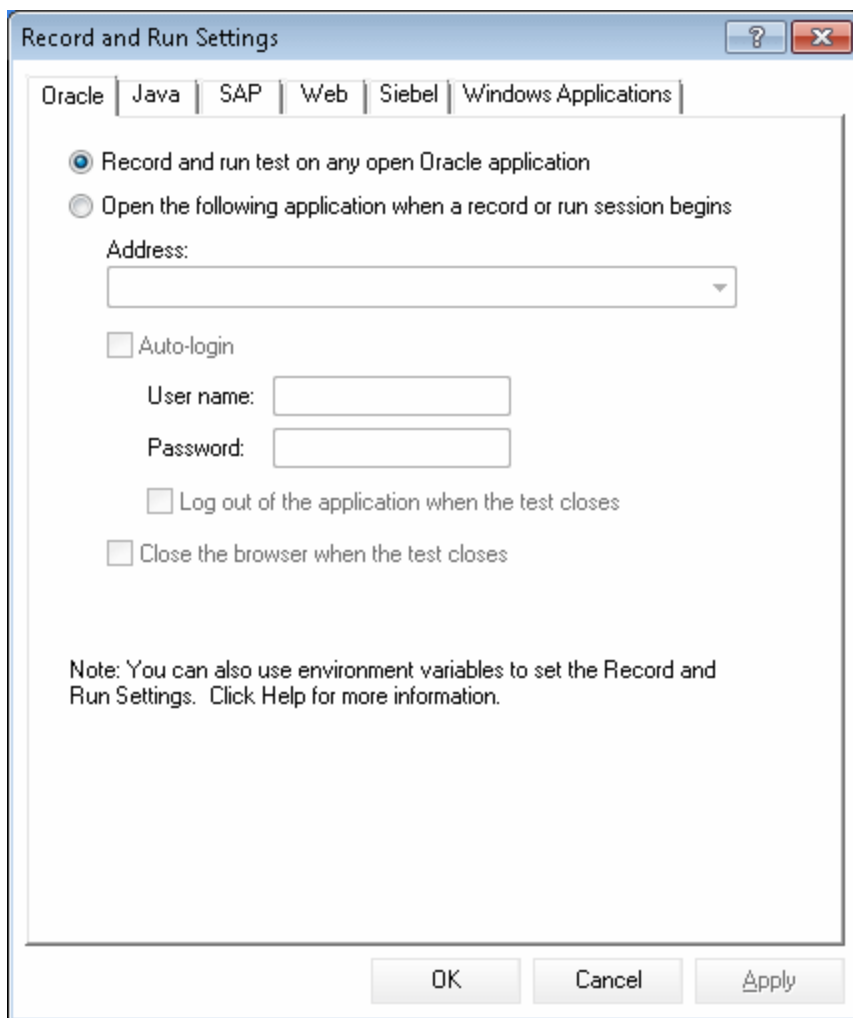 Record and Run Settings
Oracle Java SAP Web Siebel Windows Applications
Record and run test on any open Oracle application
Open the following application when a record or run session begins
Address:
Auto-login
User name:
Password:
Log out of the application when the test closes
Close the browser when the test closes
Note: You can also use environment variables to set the Record and
Run Settings.  Click Help for more information.
OK Cancel Apply